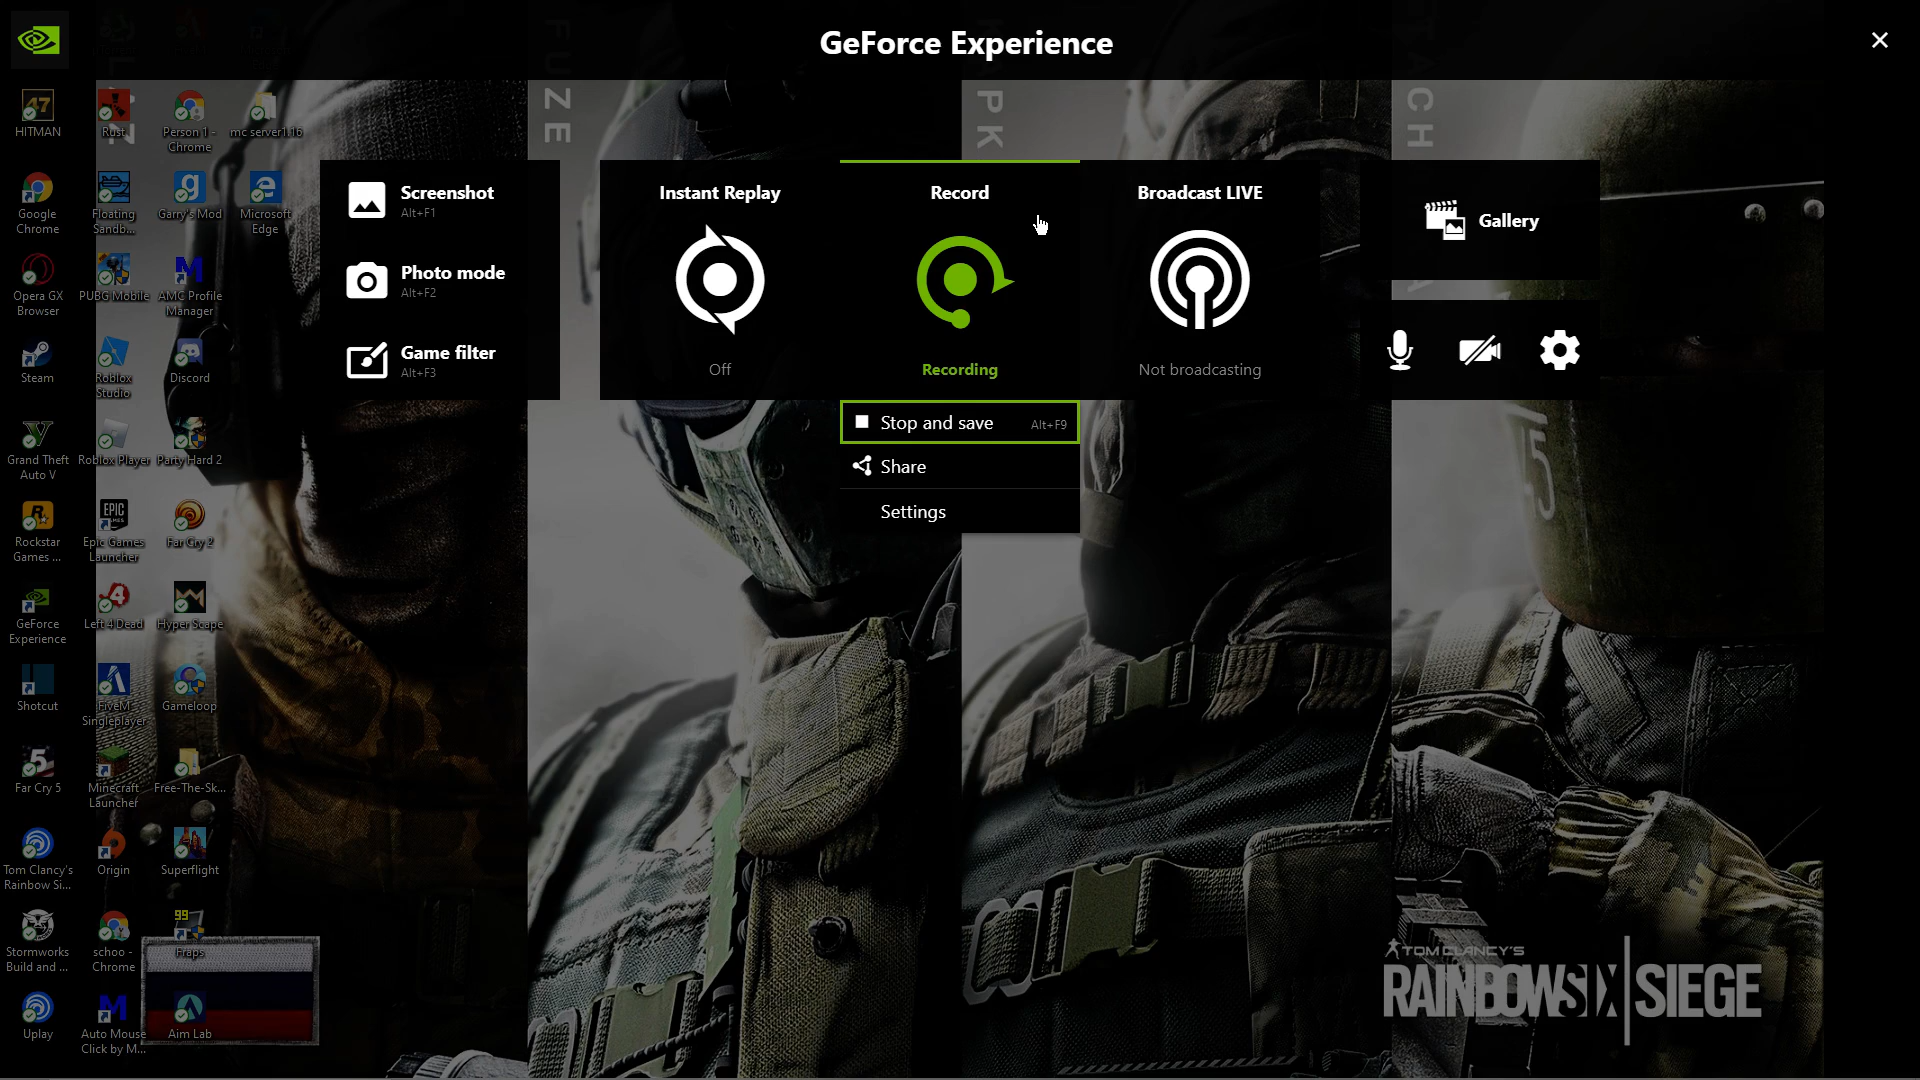 GeForce Experience
Screenshot
Alt+F1
Photo mode
Alt+F2
Game filter
Alt+F3
Instant Replay
Off
Record
Recording
Stop and save Alt+F9
Share
Settings
Broadcast LIVE
Not broadcasting
Gallery
HITMAN
Rust
Person 1 -
Chrome
mc server1.16
Google
Chrome
Floating
Sandb...
Garry's Mod
Microsoft
Edge
Opera GX
Browser
PUBG Mobile
AMC Profile
Manager
Steam
Roblox
Studio
Discord
Grand Theft
Auto V
Roblox Player
Party Hard 2
Rockstar
Games ...
Epic Games
Launcher
Far Cry 2
GeForce
Experience
Left 4 Dead
Hyper Scape
Shotcut
FiveM
Singleplayer
Gameloop
Far Cry 5
Minecraft
Launcher
Free-The-Sk...
Tom Clancy's
Rainbow Si...
Origin
Superflight
Stormworks
Build and ...
schoo -
Chrome
99
Fraps
Uplay
Auto Mouse
Click by M...
Aim Lab
FUZE
PK
CH
15
TOM CLANCY'S
RAINBOWSIX|SIEGE